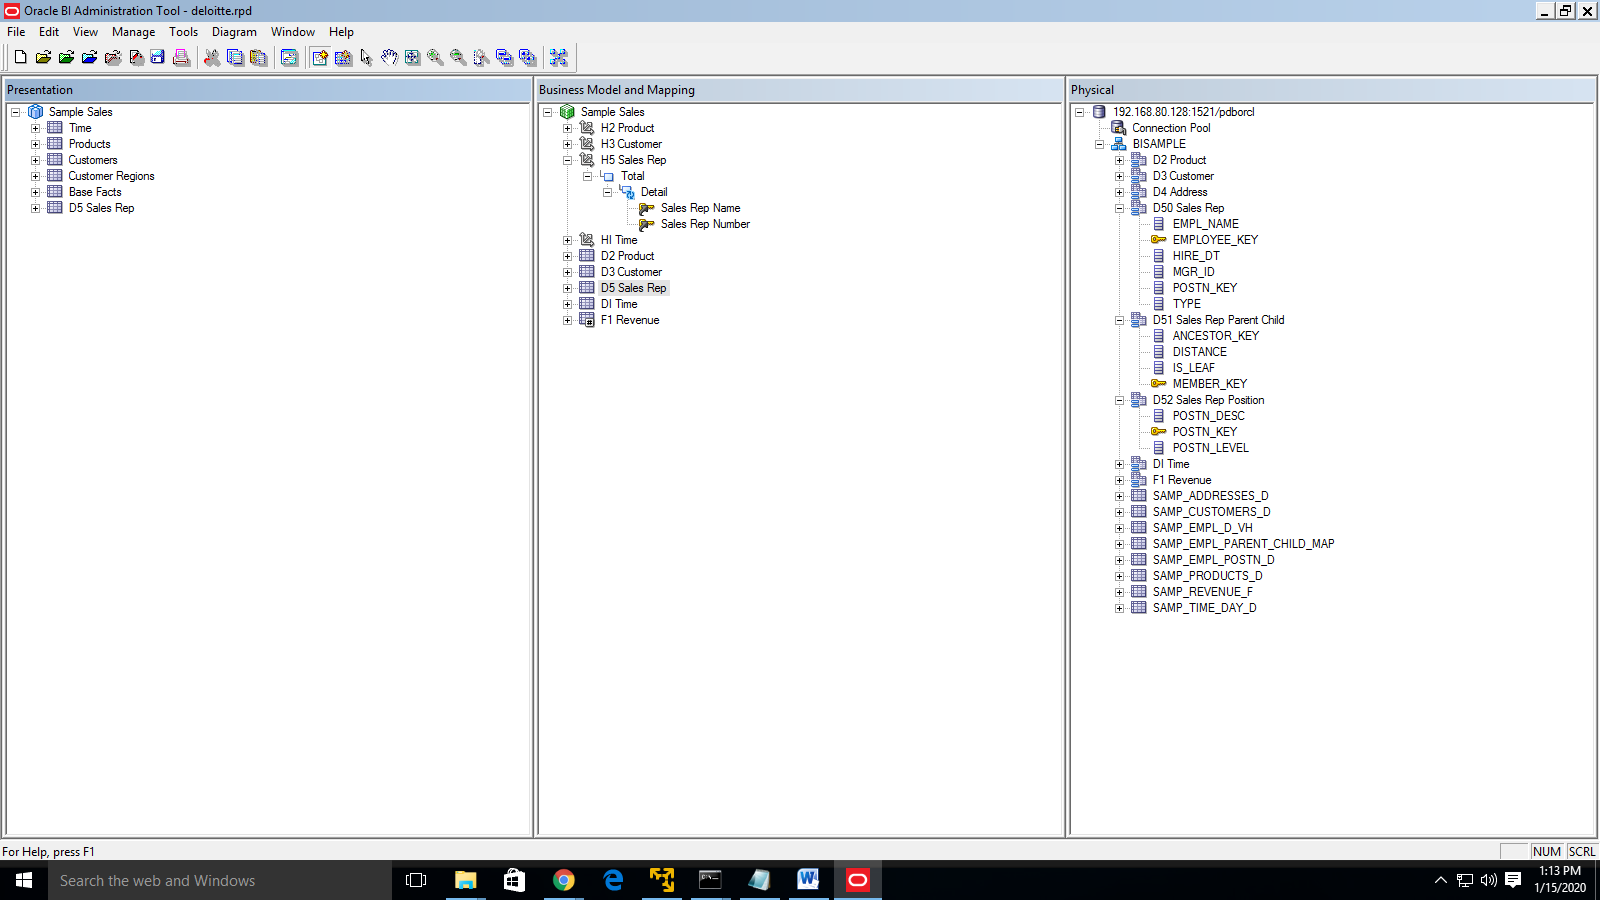 Oracle BI Administration Tool - deloitte.rpd
File Edit View Manage Tools Diagram Window Help
Presentation
Sample Sales
Time
Products
Customers
Customer Regions
Base Facts
D5 Sales Rep
Business Model and Mapping
Sample Sales
H2 Product
H3 Customer
H5 Sales Rep
Total
Detail
Sales Rep Name
Sales Rep Number
HI Time
D2 Product
D3 Customer
D5 Sales Rep
DI Time
F1 Revenue
Physical
192.168.80.128:1521/pdborcl
Connection Pool
BISAMPLE
D2 Product
D3 Customer
D4 Address
D50 Sales Rep
EMPL_NAME
EMPLOYEE_KEY
HIRE_DT
MGR_ID
POSTN_KEY
TYPE
D51 Sales Rep Parent Child
ANCESTOR_KEY
DISTANCE
IS_LEAF
MEMBER_KEY
D52 Sales Rep Position
POSTN_DESC
POSTN_KEY
POSTN_LEVEL
DI Time
F1 Revenue
SAMP_ADDRESSES_D
SAMP_CUSTOMERS_D
SAMP_EMPL_D_VH
SAMP_EMPL_PARENT_CHILD_MAP
SAMP_EMPL_POSTN_D
SAMP_PRODUCTS_D
SAMP_REVENUE_F
SAMP_TIME_DAY_D
For Help, press F1
NUM SCRL
Search the web and Windows
1:13 PM
1/15/2020